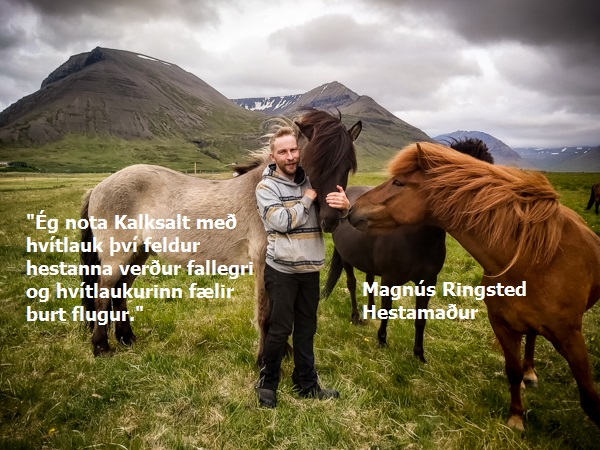 "Ég nota Kalksalt með
hvítlauk því feldur
hestanna verður fallegri
og hvítlaukurinn fælir
burt flugur."
Magnús Ringsted
Hestamaður